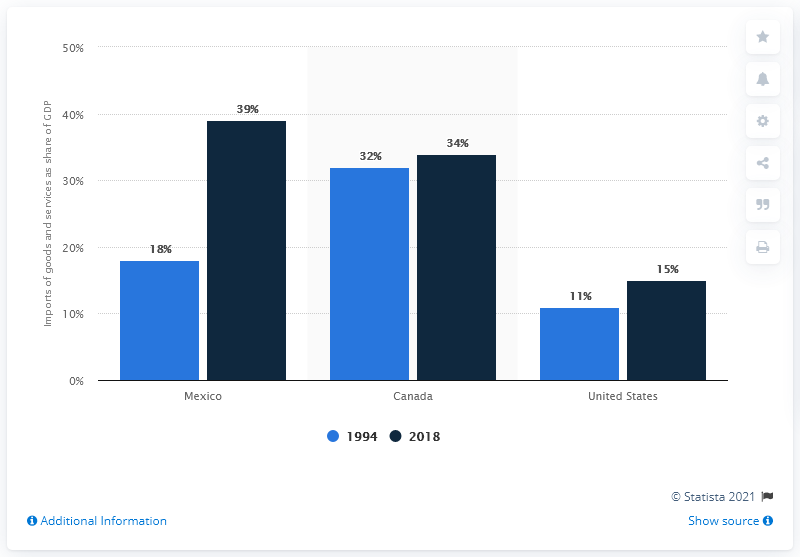 Imports of goods and services as share of GDP
50%
40%
30%
20%
10%
0%
18%
39%
32%
34%
11%
15%
Mexico
Canada
United States
1994
2018
© Statista 2021
Additional Information
Show source